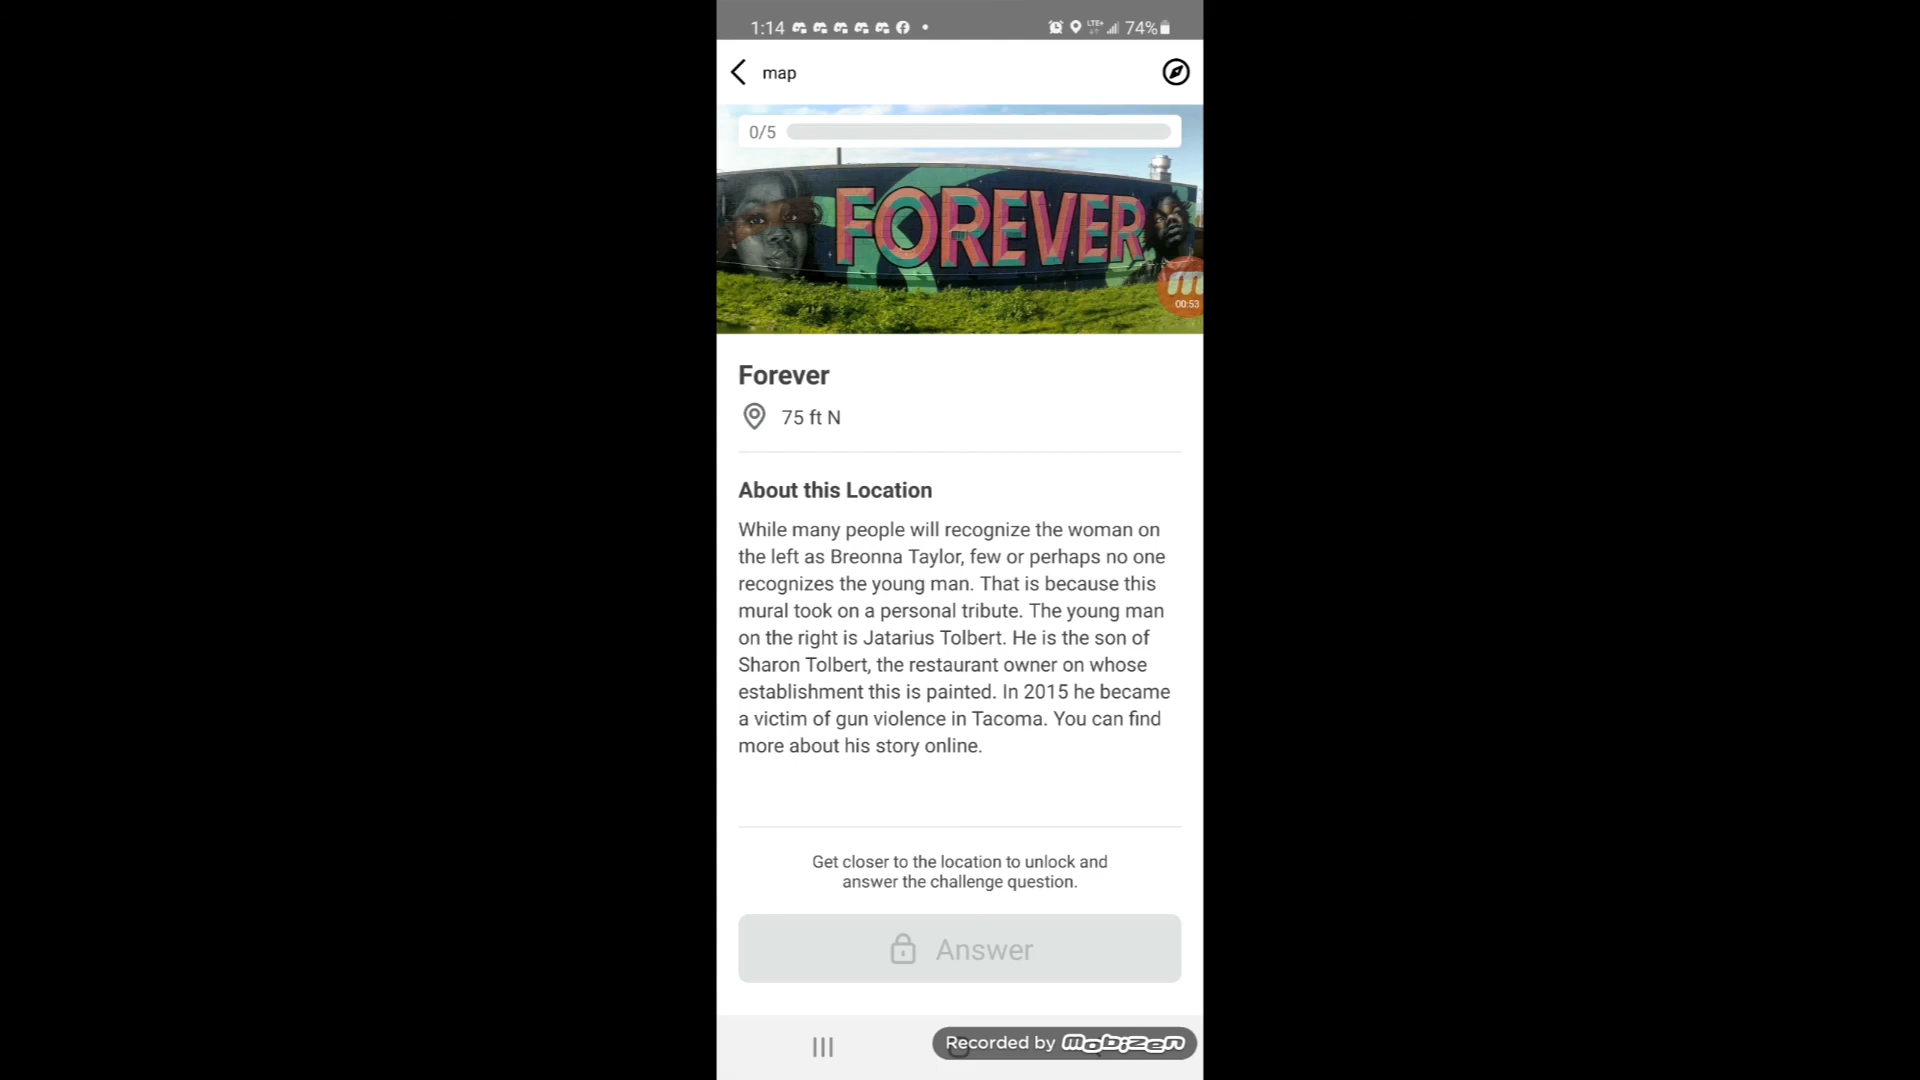 1:14
LTE+
74%
map
0/5
FOREVER
00:53
Forever
75 ft N
About this Location
While many people will recognize the woman on
the left as Breonna Taylor, few or perhaps no one
recognizes the young man. That is because this
mural took on a personal tribute. The young man
on the right is Jatarius Tolbert. He is the son of
Sharon Tolbert, the restaurant owner on whose
establishment this is painted. In 2015 he became
a victim of gun violence in Tacoma. You can find
more about his story online.
Get closer to the location to unlock and
answer the challenge question.
Answer
Recorded by Mobizen